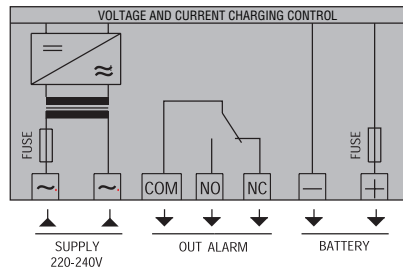 VOLTAGE AND CURRENT CHARGING CONTROL
FUSE
FUSE
COM NO NC
SUPPLY
220-240V
OUT ALARM
BATTERY